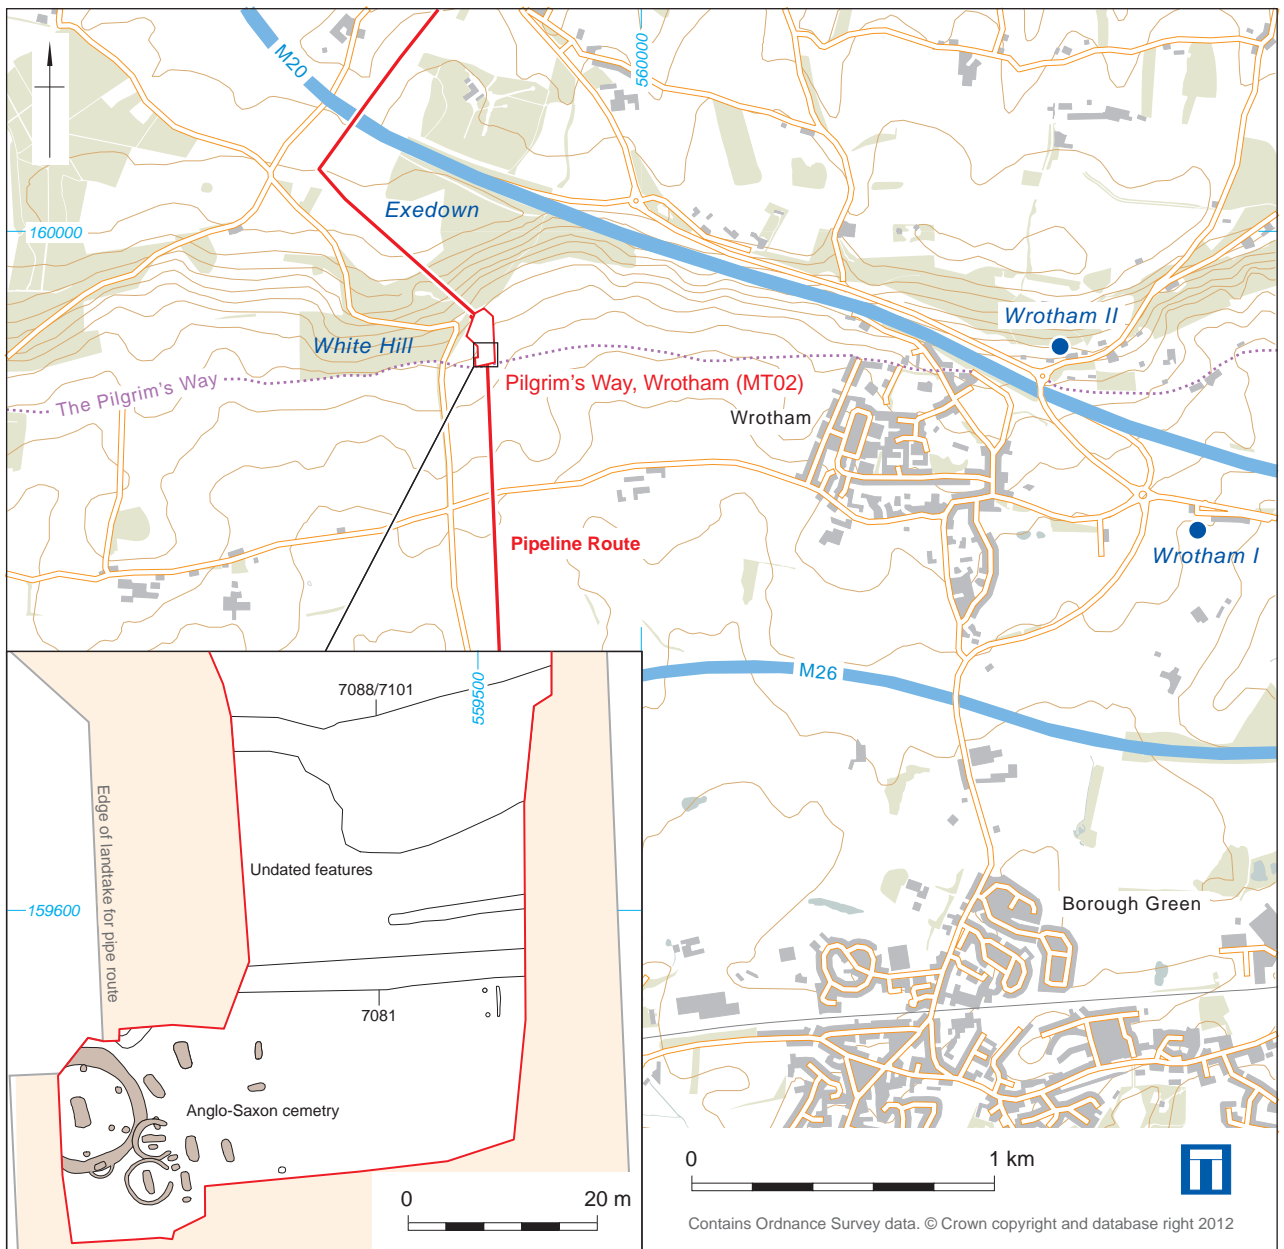 M20
560000
Exedown
160000
Wrotham II
White Hill
The Pilgrim's Way
Pilgrim's Way, Wrotham (MT02)
Wrotham
Pipeline Route
Wrotham I
M26
7088/7101
559500
Edge of landtake for pipe route
Undated features
159600
Borough Green
7081
Anglo-Saxon cemetry
0 20 m
0 1 km
Contains Ordnance Survey data. © Crown copyright and database right 2012